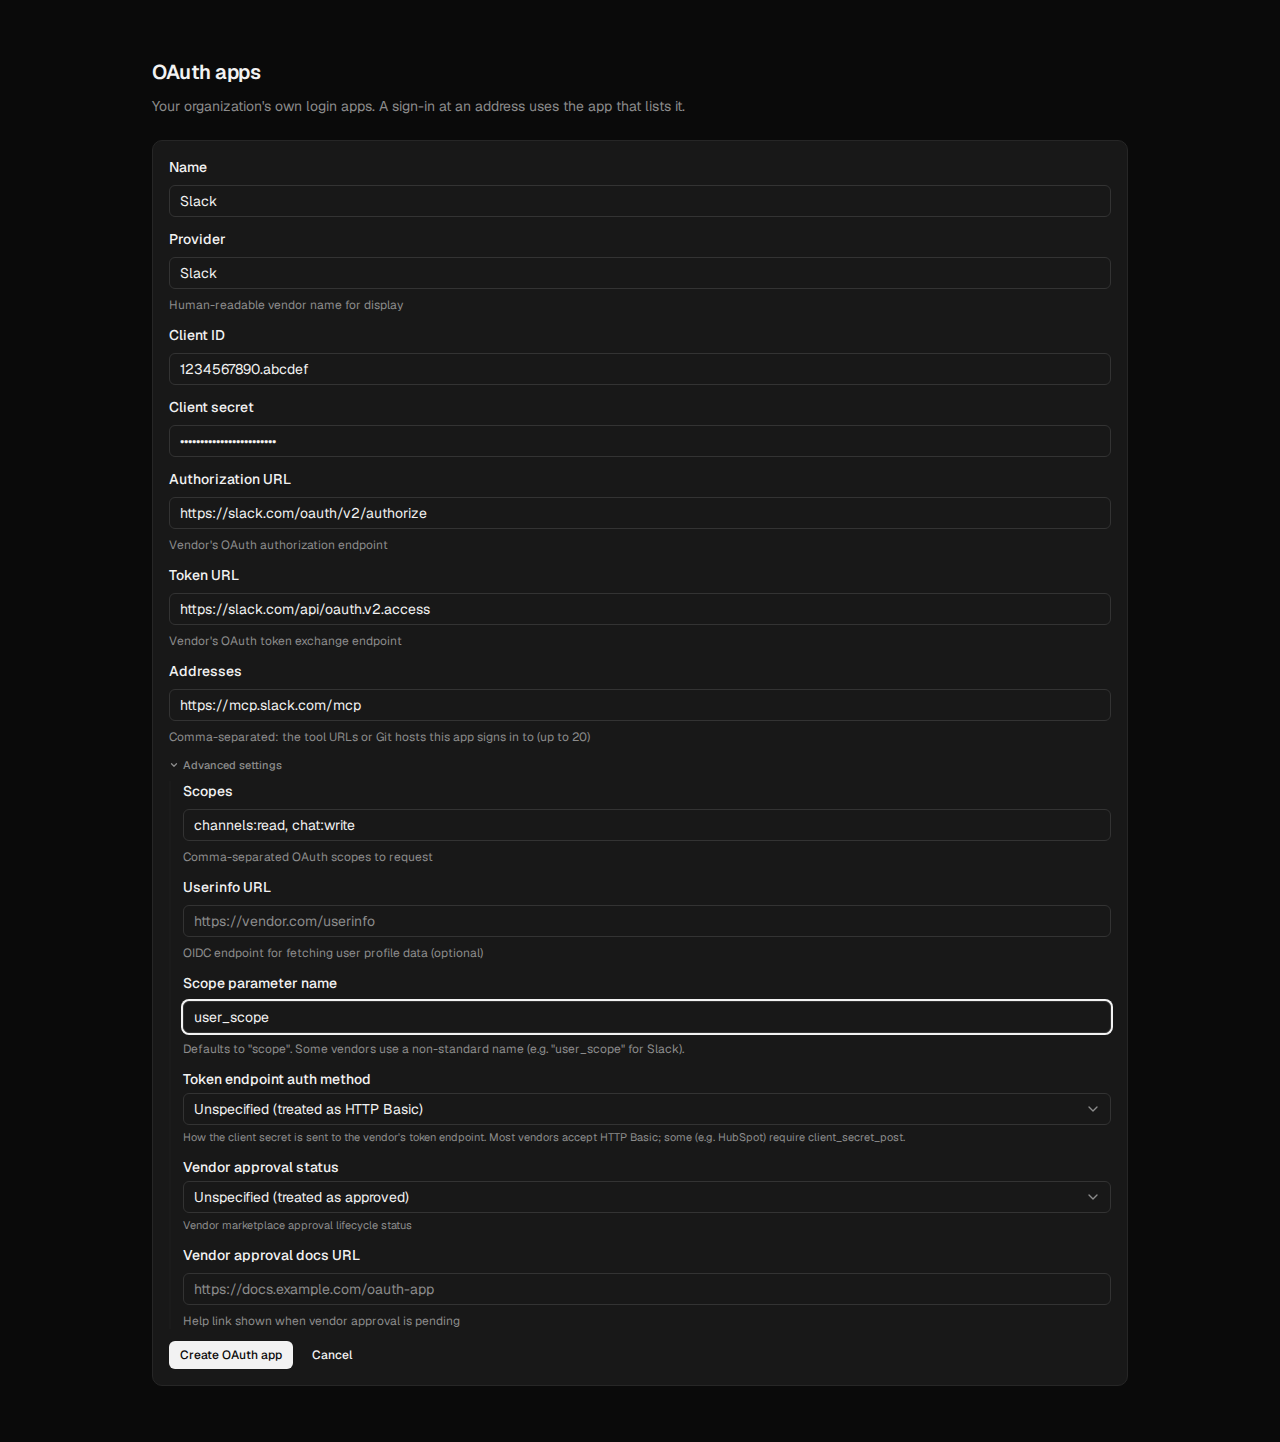 OAuth apps
Your organization's own login apps. A sign-in at an address uses the app that lists it.
Name
Slack
Provider
Slack
Human-readable vendor name for display
Client ID
1234567890.abcdef
Client secret
••••••••••••••••••••••••
Authorization URL
https://slack.com/oauth/v2/authorize
Vendor's OAuth authorization endpoint
Token URL
https://slack.com/api/oauth.v2.access
Vendor's OAuth token exchange endpoint
Addresses
https://mcp.slack.com/mcp
Comma-separated: the tool URLs or Git hosts this app signs in to (up to 20)
Advanced settings
Scopes
channels:read, chat:write
Comma-separated OAuth scopes to request
Userinfo URL
https://vendor.com/userinfo
OIDC endpoint for fetching user profile data (optional)
Scope parameter name
user_scope
Defaults to "scope". Some vendors use a non-standard name (e.g. "user_scope" for Slack).
Token endpoint auth method
Unspecified (treated as HTTP Basic)
How the client secret is sent to the vendor's token endpoint. Most vendors accept HTTP Basic; some (e.g. HubSpot) require client_secret_post.
Vendor approval status
Unspecified (treated as approved)
Vendor marketplace approval lifecycle status
Vendor approval docs URL
https://docs.example.com/oauth-app
Help link shown when vendor approval is pending
Create OAuth app Cancel